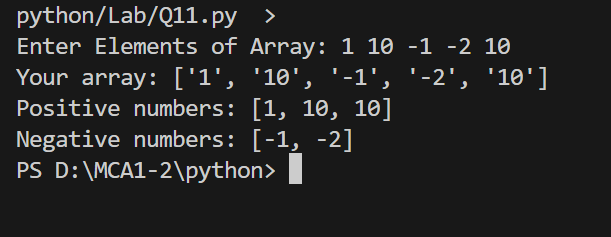 python/Lab/Q11.py  >
Enter Elements of Array: 1 10 -1 -2 10
Your array: ['1', '10', '-1', '-2', '10']
Positive numbers: [1, 10, 10]
Negative numbers: [-1, -2]
PS D:\MCA1-2\python>